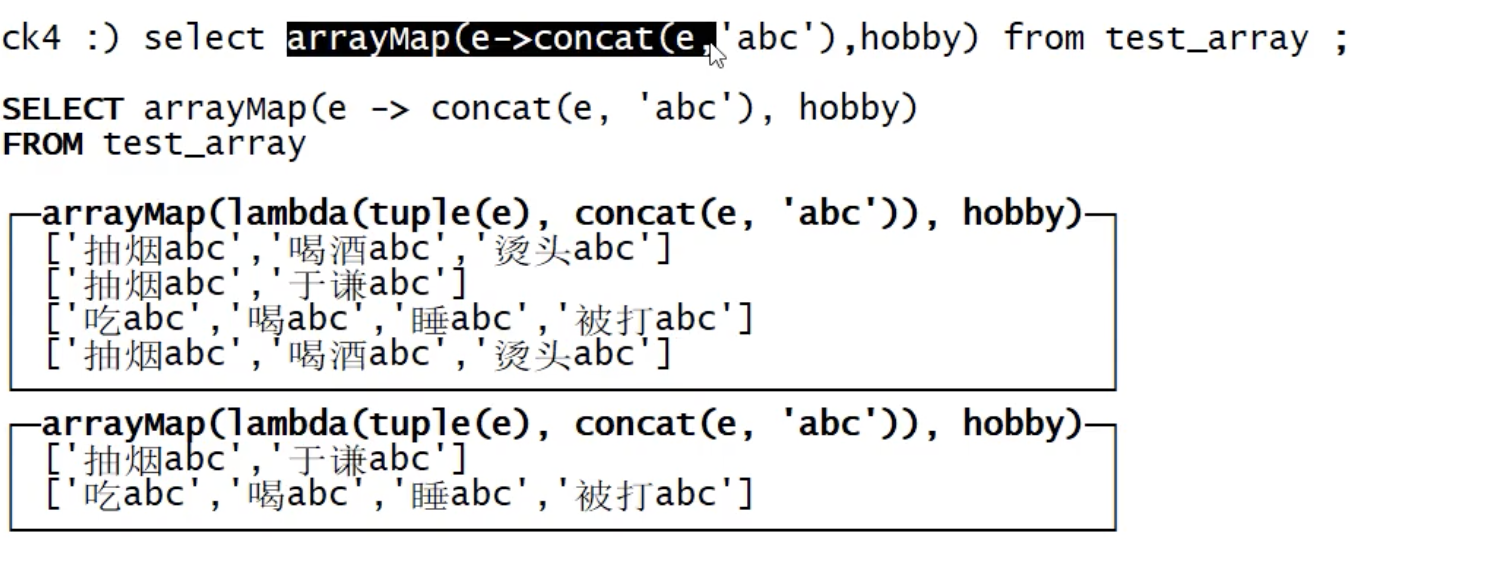 ck4 :) select arrayMap(e->concat(e,'abc'),hobby) from test_array ;
SELECT arrayMap(e -> concat(e, 'abc'), hobby)
FROM test_array
arrayMap(lambda(tuple(e), concat(e, 'abc')), hobby)
['抽烟abc','喝酒abc','烫头abc']
['抽烟abc','于谦abc']
['吃abc','喝abc','睡abc','被打abc']
['抽烟abc','喝酒abc','烫头abc']
arrayMap(lambda(tuple(e), concat(e, 'abc')), hobby)
['抽烟abc','于谦abc']
['吃abc','喝abc','睡abc','被打abc']